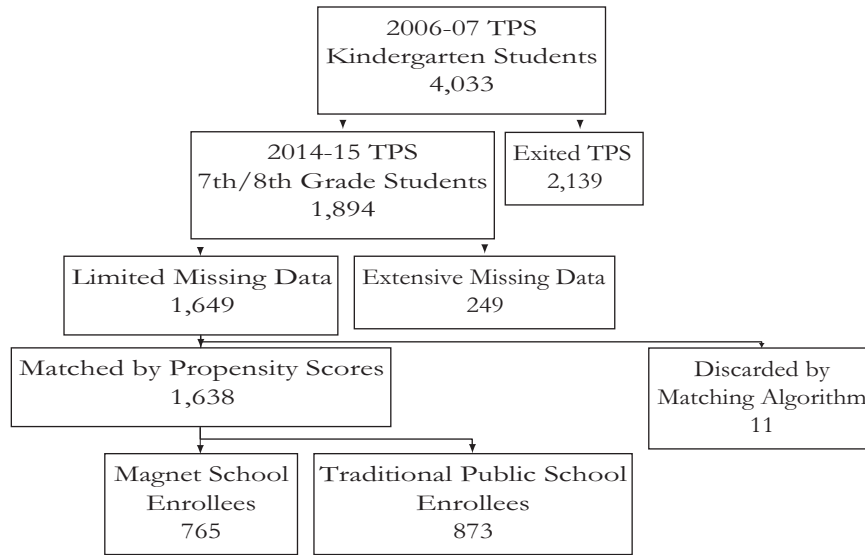 2006-07 TPS
Kindergarten Students
4,033
2014-15 TPS
7th/8th Grade Students
1,894
Exited TPS
2,139
Limited Missing Data
1,649
Extensive Missing Data
249
Matched by Propensity Scores
1,638
Discarded by
Matching Algorithm
11
Magnet School
Enrollees
765
Traditional Public School
Enrollees
873